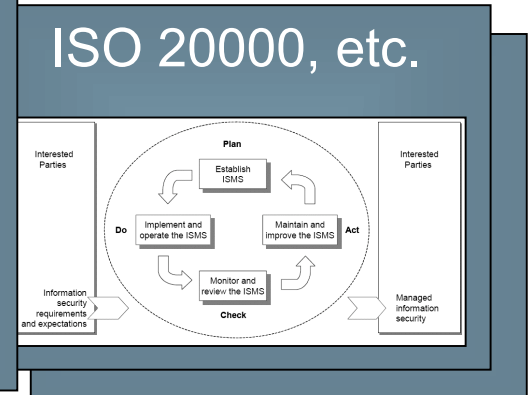 ISO 20000, etc.
Interested
Parties
Information
security
requirements
and expectations
Plan
Establish
ISMS
Do
Implement and
operate the ISMS
Maintain and
improve the ISMS
Act
Monitor and
review the ISMS
Check
Interested
Parties
Managed
information
security